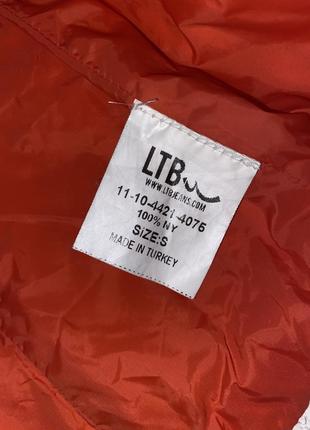 LTB
WWW.LTBJEANS.COM
11-10-4421-4075
100% NY
SiZE:S
MADE IN TURKEY